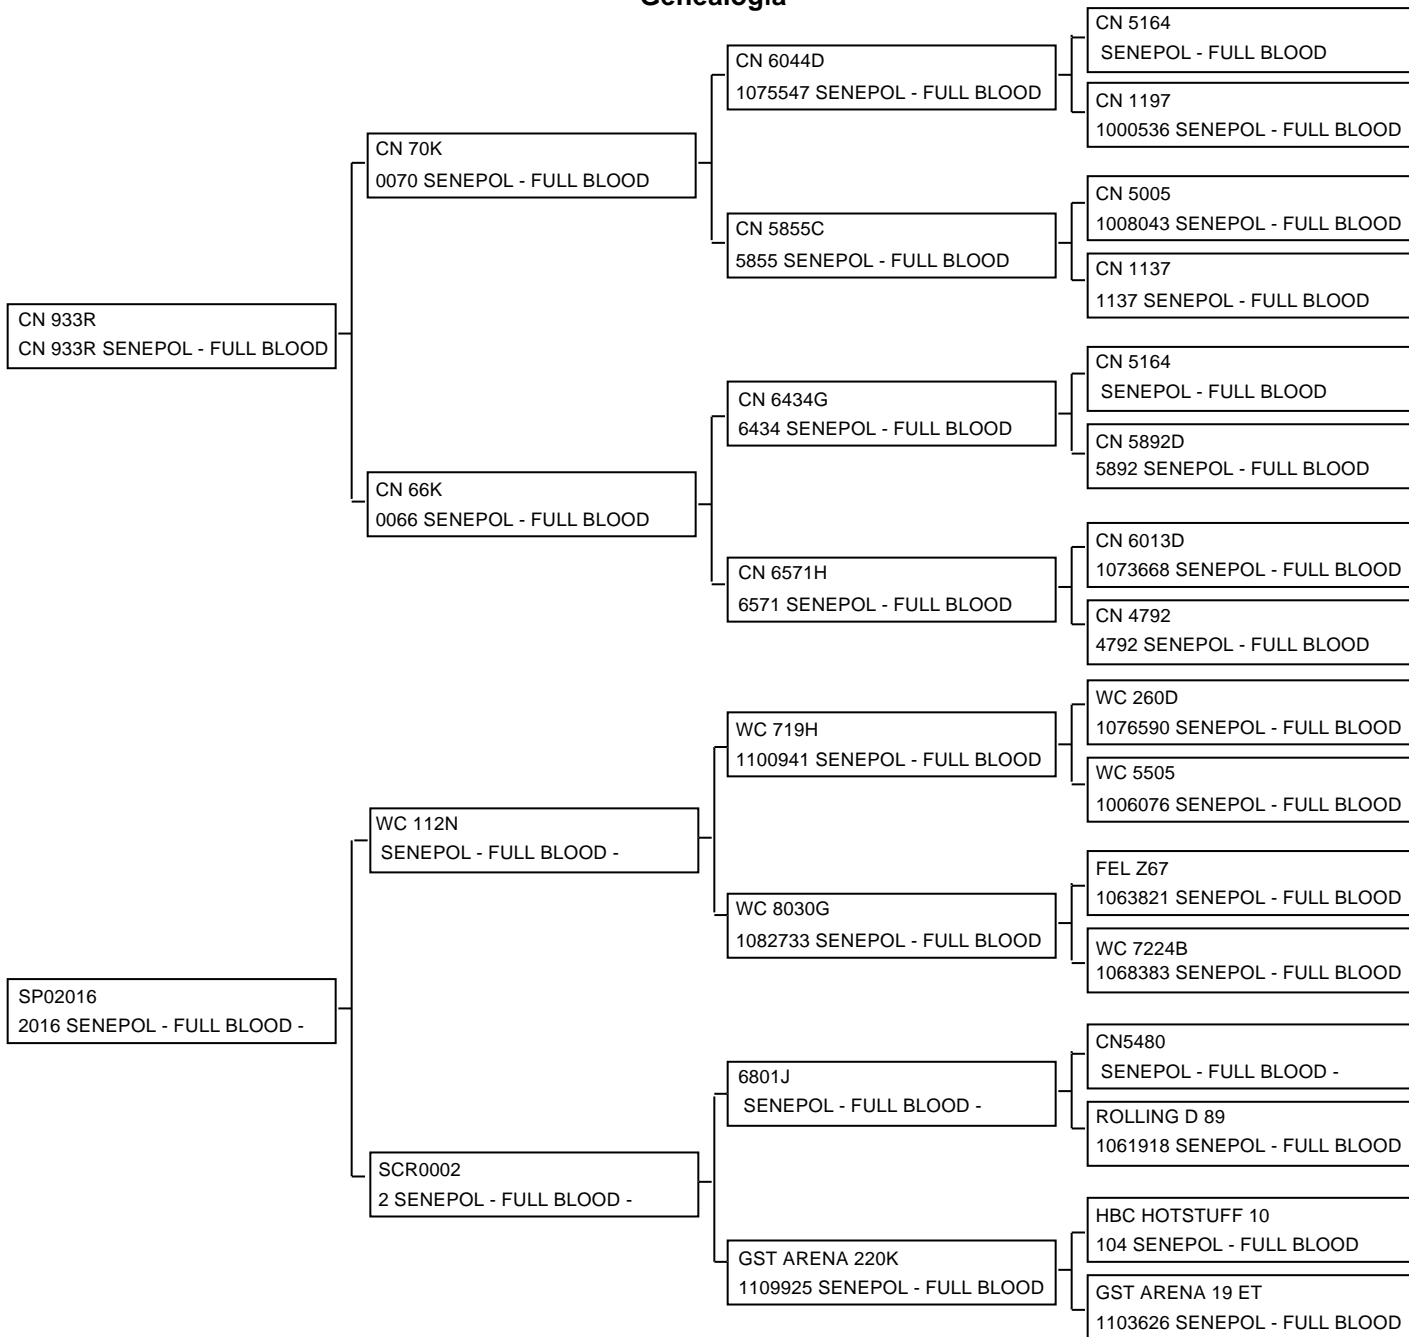 Genealogia
CN 5164
SENEPOL - FULL BLOOD
CN 6044D
1075547 SENEPOL - FULL BLOOD
CN 1197
1000536 SENEPOL - FULL BLOOD
CN 70K
0070 SENEPOL - FULL BLOOD
CN 5005
1008043 SENEPOL - FULL BLOOD
CN 5855C
5855 SENEPOL - FULL BLOOD
CN 1137
1137 SENEPOL - FULL BLOOD
CN 933R
CN 933R SENEPOL - FULL BLOOD
CN 5164
SENEPOL - FULL BLOOD
CN 6434G
6434 SENEPOL - FULL BLOOD
CN 5892D
5892 SENEPOL - FULL BLOOD
CN 66K
0066 SENEPOL - FULL BLOOD
CN 6013D
1073668 SENEPOL - FULL BLOOD
CN 6571H
6571 SENEPOL - FULL BLOOD
CN 4792
4792 SENEPOL - FULL BLOOD
WC 260D
1076590 SENEPOL - FULL BLOOD
WC 719H
1100941 SENEPOL - FULL BLOOD
WC 5505
1006076 SENEPOL - FULL BLOOD
WC 112N
SENEPOL - FULL BLOOD -
FEL Z67
1063821 SENEPOL - FULL BLOOD
WC 8030G
1082733 SENEPOL - FULL BLOOD
WC 7224B
1068383 SENEPOL - FULL BLOOD
SP02016
2016 SENEPOL - FULL BLOOD -
CN5480
SENEPOL - FULL BLOOD -
6801J
SENEPOL - FULL BLOOD -
ROLLING D 89
1061918 SENEPOL - FULL BLOOD
SCR0002
2 SENEPOL - FULL BLOOD -
HBC HOTSTUFF 10
104 SENEPOL - FULL BLOOD
GST ARENA 220K
1109925 SENEPOL - FULL BLOOD
GST ARENA 19 ET
1103626 SENEPOL - FULL BLOOD